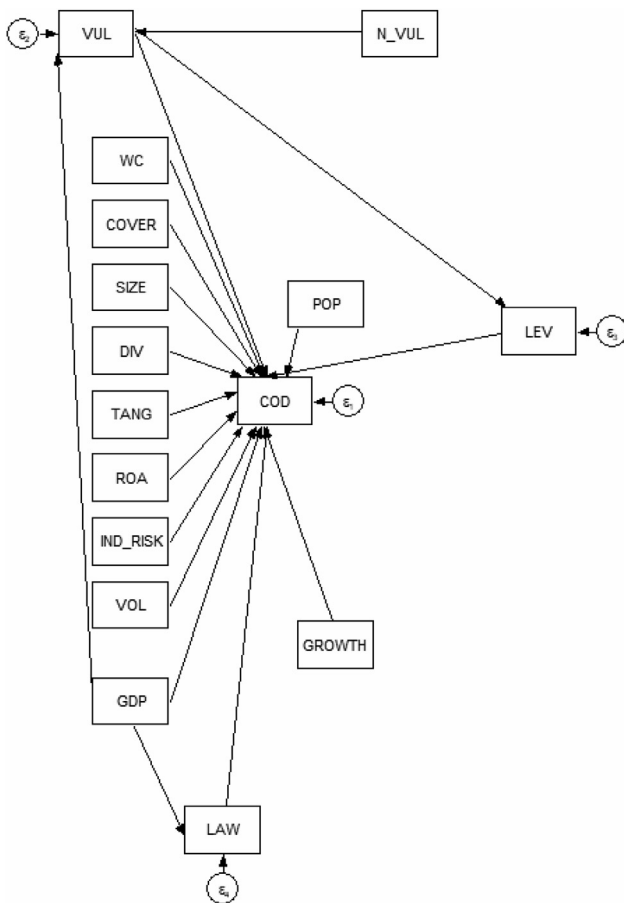 ε₂
VUL
N_VUL
WC
COVER
SIZE
POP
LEV
ε₃
DIV
COD
ε₁
TANG
ROA
IND_RISK
VOL
GROWTH
GDP
LAW
ε₄